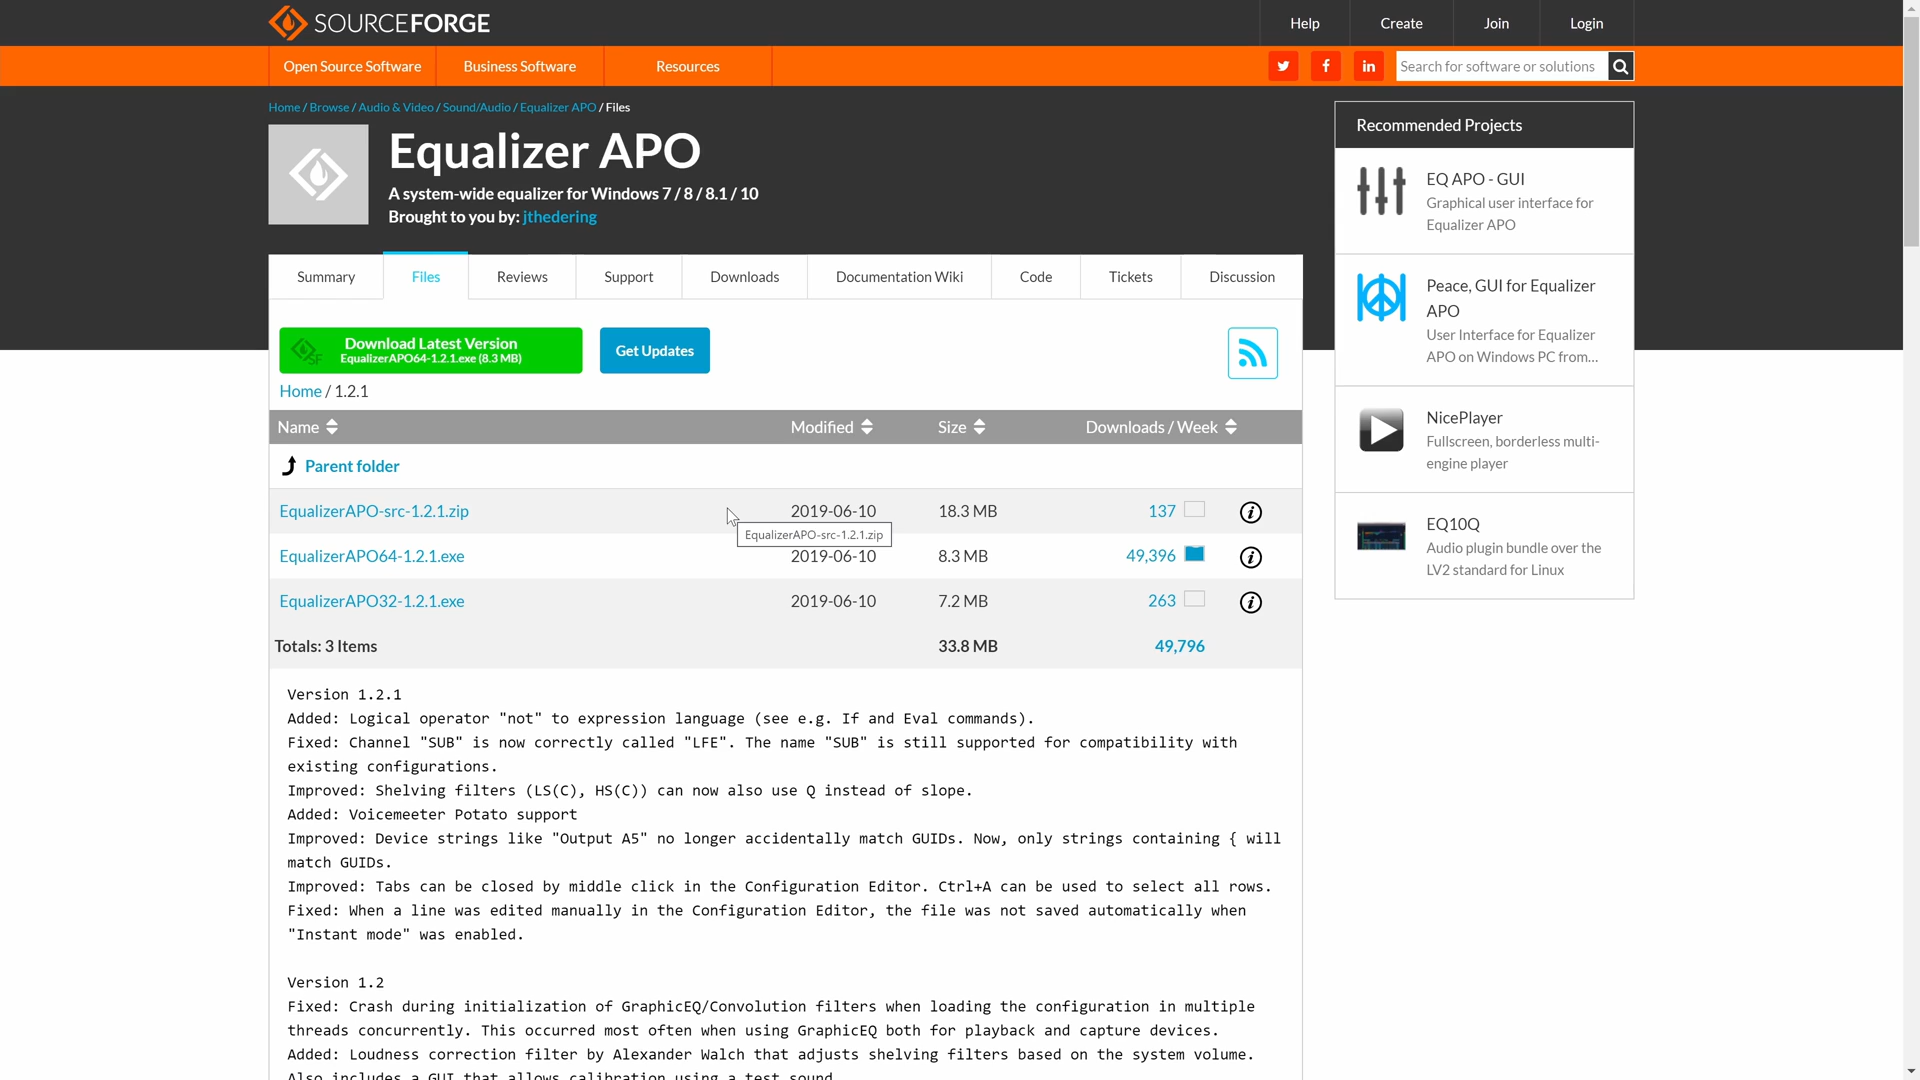 SOURCEFORGE
Help
Create
Join
Login
Open Source Software
Business Software
Resources
Search for software or solutions
Home / Browse / Audio & Video / Sound/Audio / Equalizer APO / Files
Equalizer APO
A system-wide equalizer for Windows 7 / 8 / 8.1 / 10
Brought to you by: jthedering
Summary
Files
Reviews
Support
Downloads
Documentation Wiki
Code
Tickets
Discussion
Download Latest Version
EqualizerAPO64-1.2.1.exe (8.3 MB)
Get Updates
Home / 1.2.1
Name Modified Size Downloads / Week
Parent folder
EqualizerAPO-src-1.2.1.zip 2019-06-10 18.3 MB 137
EqualizerAPO-src-1.2.1.zip
EqualizerAPO64-1.2.1.exe 2019-06-10 8.3 MB 49,396
EqualizerAPO32-1.2.1.exe 2019-06-10 7.2 MB 263
Totals: 3 Items 33.8 MB 49,796
Version 1.2.1
Added: Logical operator "not" to expression language (see e.g. If and Eval commands).
Fixed: Channel "SUB" is now correctly called "LFE". The name "SUB" is still supported for compatibility with
existing configurations.
Improved: Shelving filters (LS(C), HS(C)) can now also use Q instead of slope.
Added: Voicemeeter Potato support
Improved: Device strings like "Output A5" no longer accidentally match GUIDs. Now, only strings containing { will
match GUIDs.
Improved: Tabs can be closed by middle click in the Configuration Editor. Ctrl+A can be used to select all rows.
Fixed: When a line was edited manually in the Configuration Editor, the file was not saved automatically when
"Instant mode" was enabled.
Version 1.2
Fixed: Crash during initialization of GraphicEQ/Convolution filters when loading the configuration in multiple
threads concurrently. This occurred most often when using GraphicEQ both for playback and capture devices.
Added: Loudness correction filter by Alexander Walch that adjusts shelving filters based on the system volume.
Also includes a GUI that allows calibration using a test sound.
Recommended Projects
EQ APO - GUI
Graphical user interface for
Equalizer APO
Peace, GUI for Equalizer
APO
User Interface for Equalizer
APO on Windows PC from...
NicePlayer
Fullscreen, borderless multi-
engine player
EQ10Q
Audio plugin bundle over the
LV2 standard for Linux